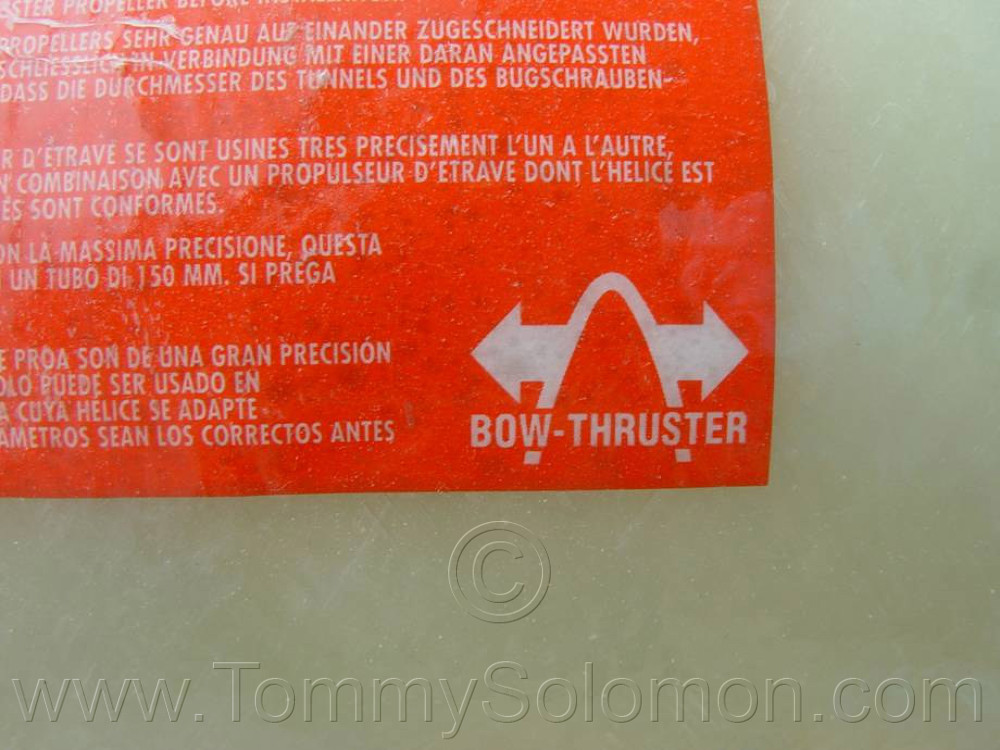 STER PROPELLER BEFORE
PROPELLERS SEHR GENAU AUF EINANDER ZUGESCHNEIDERT WURDEN,
SCHLIESSLICH IN VERBINDUNG MIT EINER DARAN ANGEPASSTEN
DASS DIE DURCHMESSER DES TUNNELS UND DES BUGSCHRAUBEN-
R D'ÉTRAVE SE SONT USINES TRES PRECISEMENT L'UN A L'AUTRE,
N COMBINAISON AVEC UN PROPULSEUR D'ETRAVE DONT L'HELICE EST
ÉS SONT CONFORMES.
ON LA MASSIMA PRECISIONE, QUESTA
I UN TUBO DI 150 MM. SI PREGA
E PROA SON DE UNA GRAN PRECISIÓN
OLO PUEDE SER USADO EN
A CUYA HÉLICE SE ADAPTE
AMETROS SEAN LOS CORRECTOS ANTES
BOW-THRUSTER
©
www.TommySolomon.com